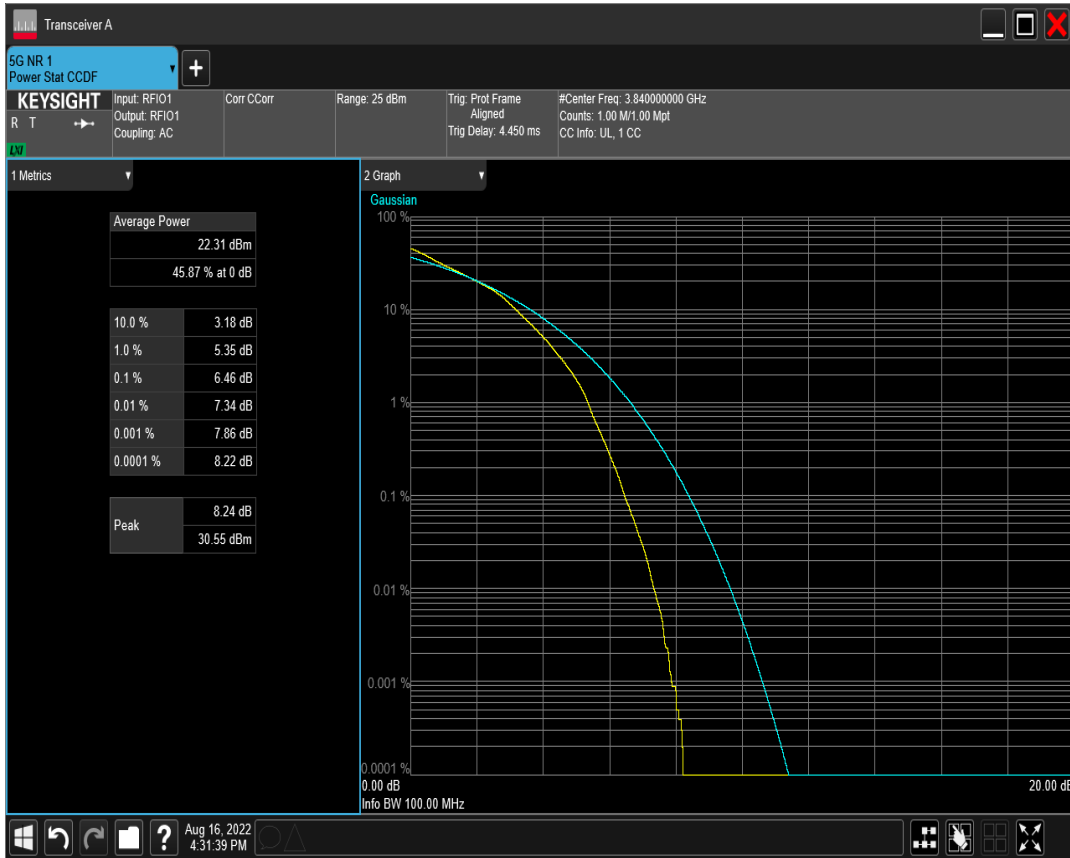 Transceiver A
5G NR 1
Power Stat CCDF
KEYSIGHT
R T
LXI
Input: RFIO1
Output: RFIO1
Coupling: AC
Corr CCorr
Range: 25 dBm
Trig: Prot Frame
Aligned
Trig Delay: 4.450 ms
#Center Freq: 3.840000000 GHz
Counts: 1.00 M/1.00 Mpt
CC Info: UL, 1 CC
1 Metrics
Average Power
22.31 dBm
45.87 % at 0 dB
10.0 % 3.18 dB
1.0 % 5.35 dB
0.1 % 6.46 dB
0.01 % 7.34 dB
0.001 % 7.86 dB
0.0001 % 8.22 dB
Peak 8.24 dB
30.55 dBm
2 Graph
Gaussian
100 %
10 %
1 %
0.1 %
0.01 %
0.001 %
0.0001 %
0.00 dB 20.00 dB
Info BW 100.00 MHz
? Aug 16, 2022
4:31:39 PM